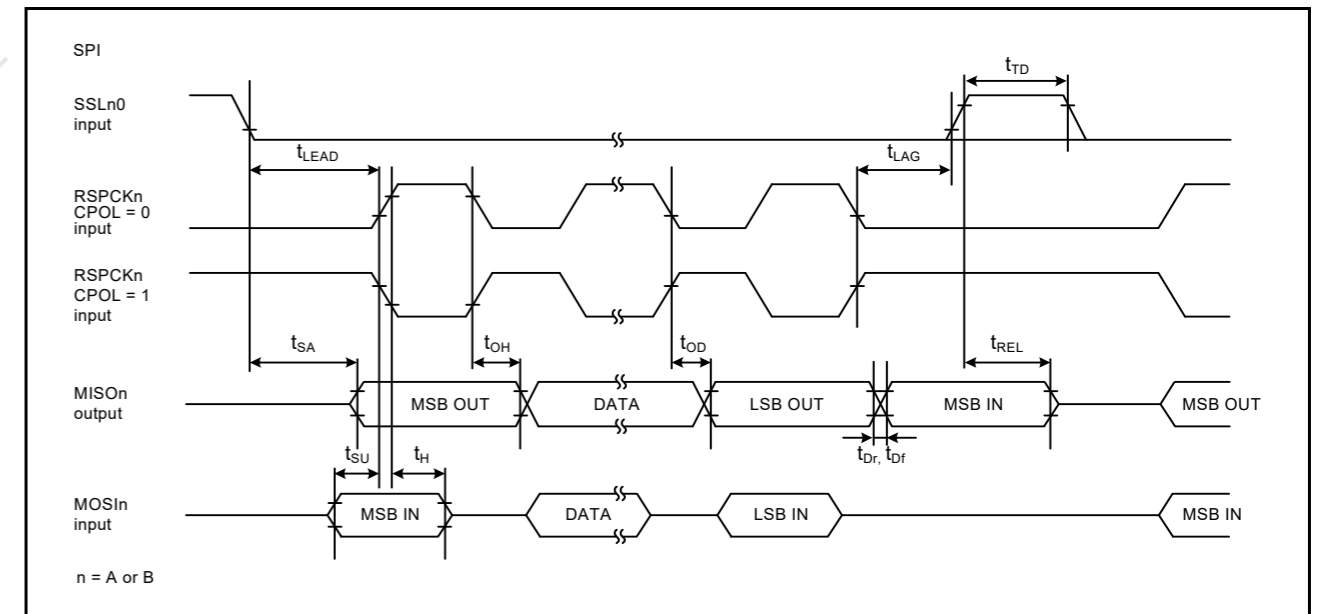 SPI
tTD
SSLn0
input
tLEAD
tLAG
RSPCKn
CPOL = 0
input
RSPCKn
CPOL = 1
input
tSA
tOH
tOD
tREL
MISOn
output
MSB OUT
DATA
LSB OUT
MSB IN
MSB OUT
tSU
tH
tDr, tDf
MOSIn
input
MSB IN
DATA
LSB IN
MSB IN
n = A or B